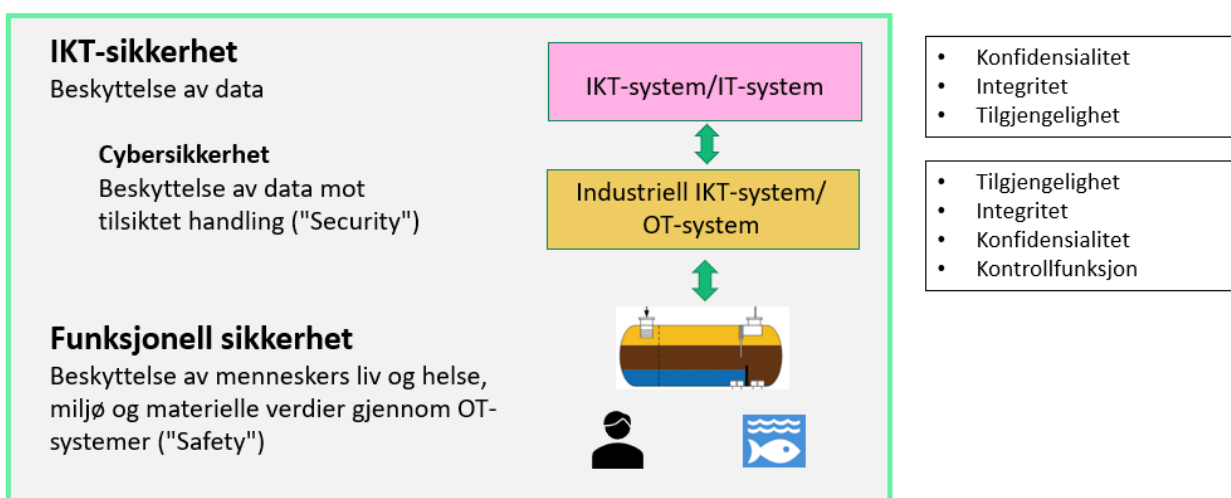 IKT-sikkerhet
Beskyttelse av data
Cybersikkerhet
Beskyttelse av data mot
tilsiktet handling ("Security")
Funksjonell sikkerhet
Beskyttelse av menneskers liv og helse,
miljø og materielle verdier gjennom OT-
systemer ("Safety")
IKT-system/IT-system
Industriell IKT-system/
OT-system
• Konfidensialitet
• Integritet
• Tilgjengelighet
• Tilgjengelighet
• Integritet
• Konfidensialitet
• Kontrollfunksjon